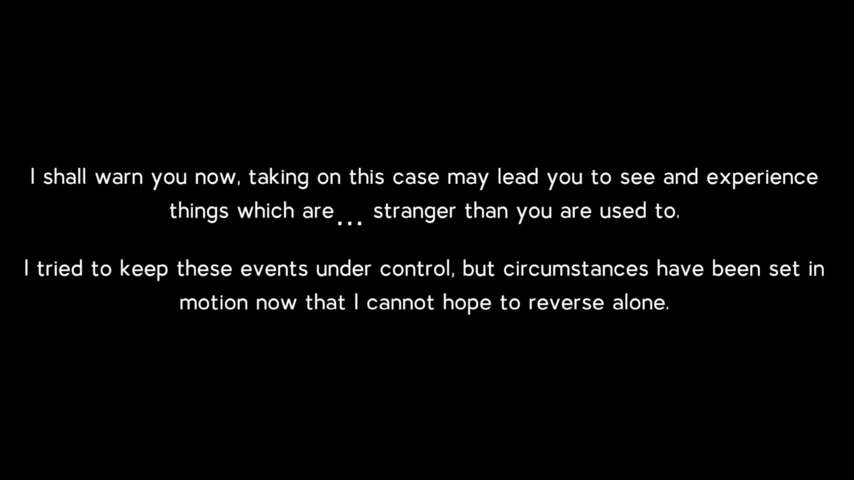 I shall warn you now, taking on this case may lead you to see and experience
things which are... stranger than you are used to.
I tried to keep these events under control, but circumstances have been set in
motion now that I cannot hope to reverse alone.